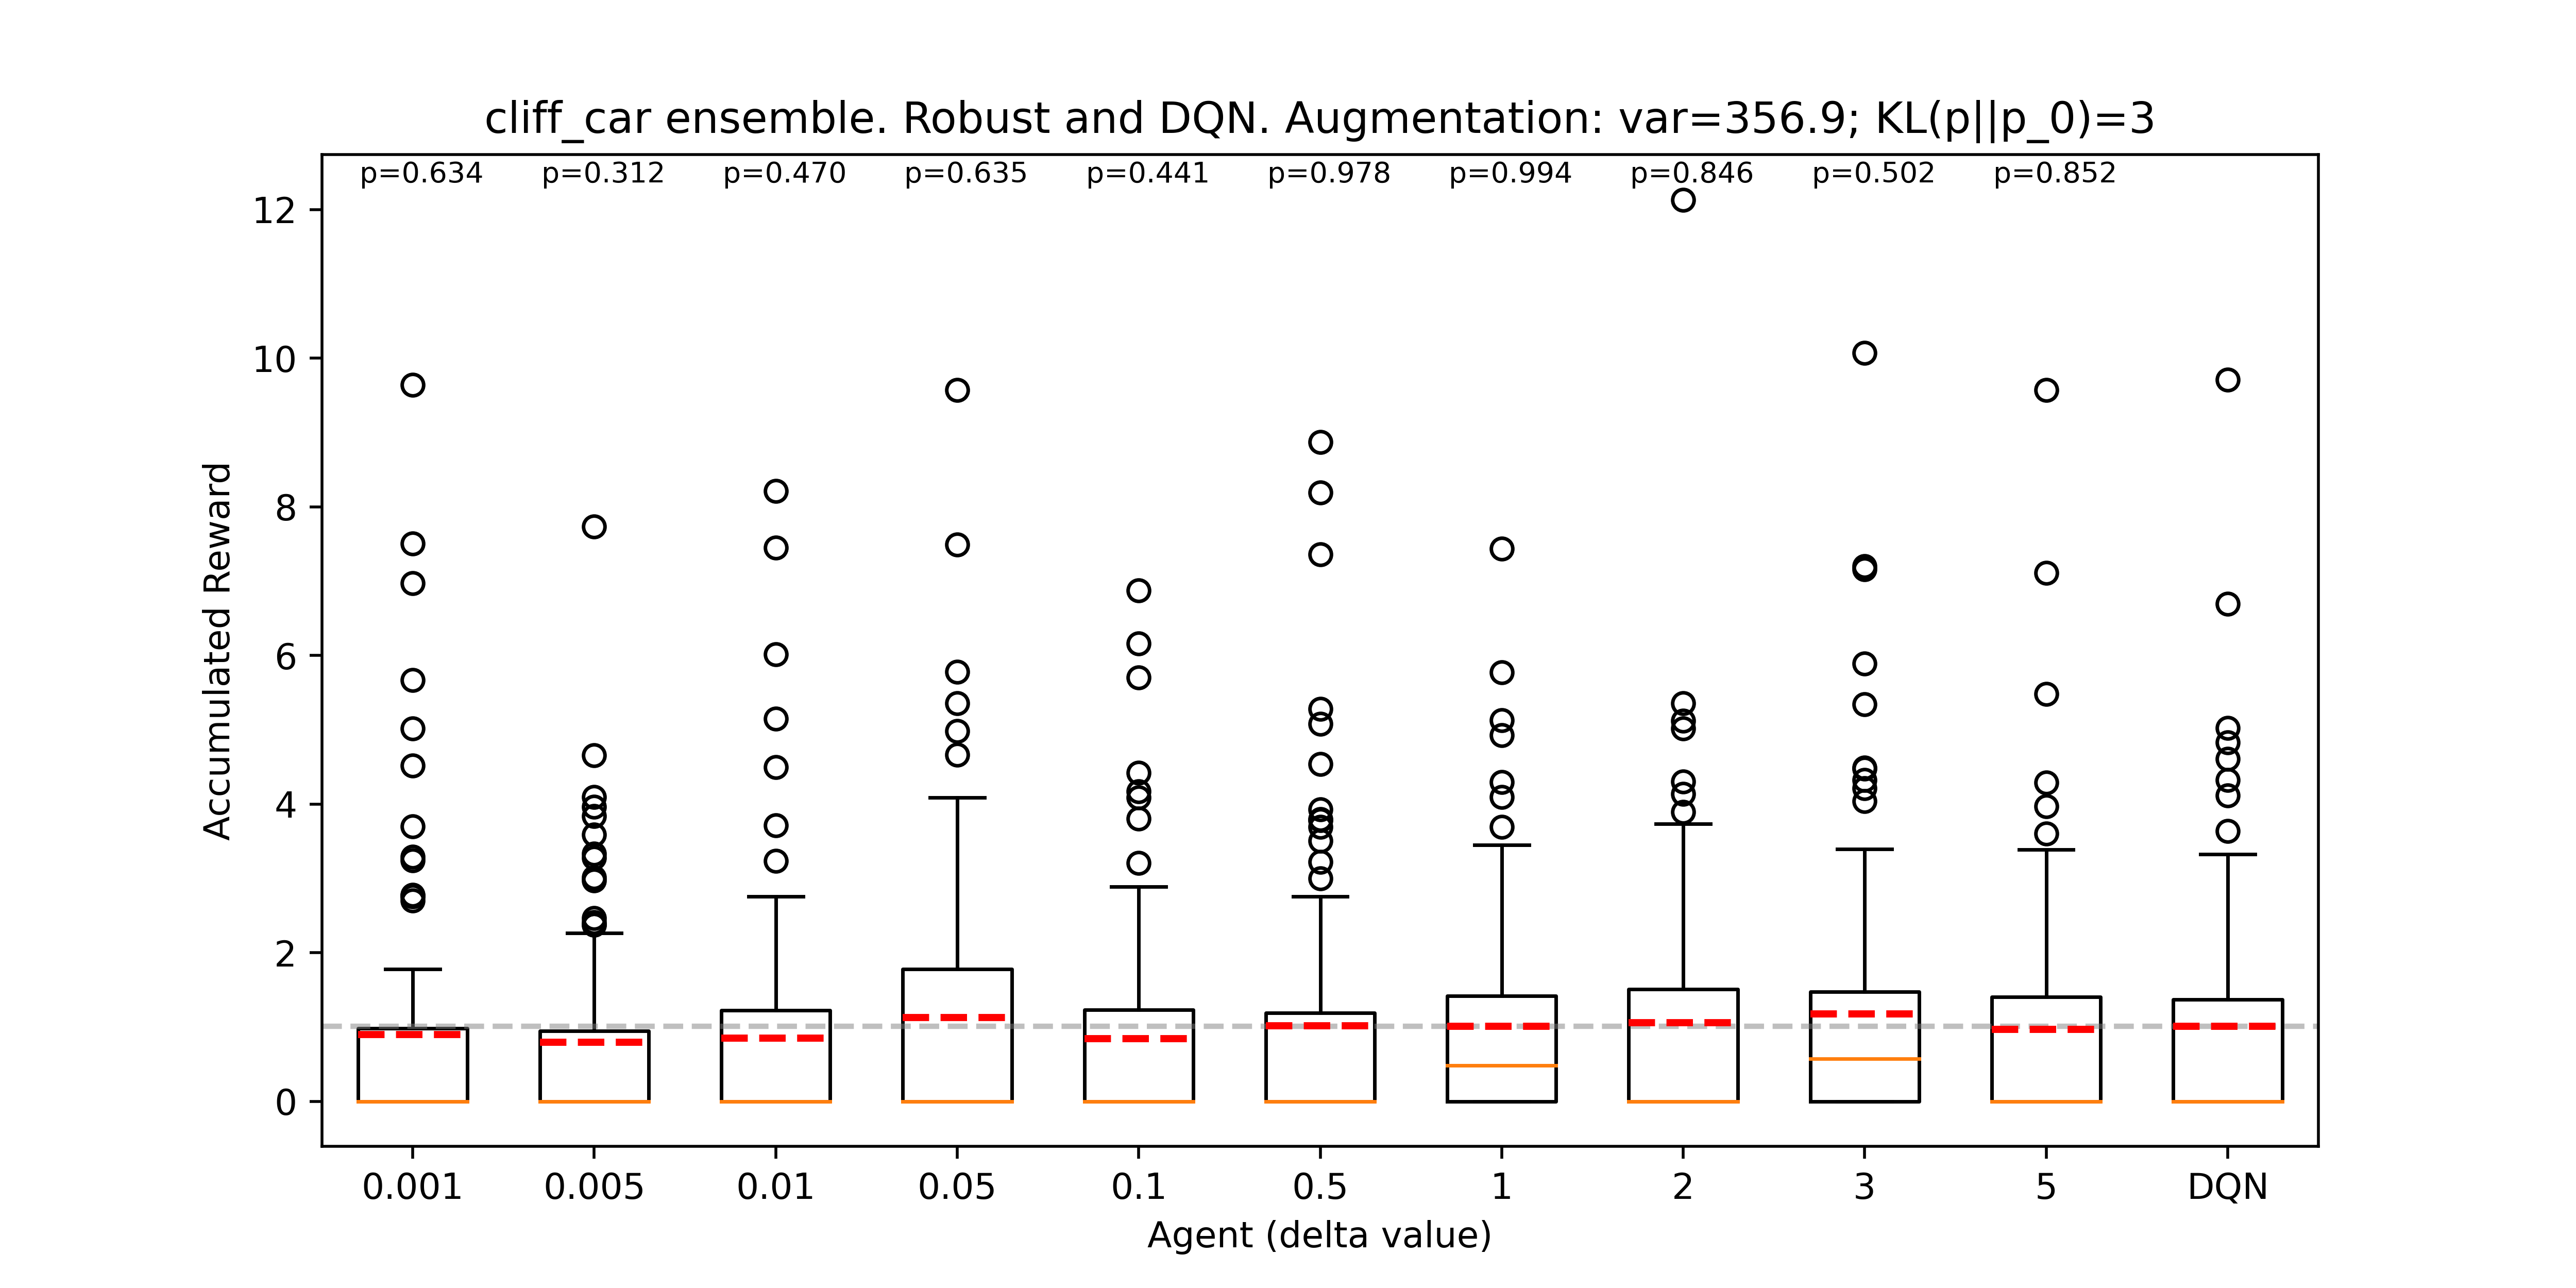 cliff_car ensemble. Robust and DQN. Augmentation: var=356.9; KL(p||p_0)=3
p=0.634 p=0.312 p=0.470 p=0.635 p=0.441 p=0.978 p=0.994 p=0.846 p=0.502 p=0.852
12
10
8
6
4
2
0
Accumulated Reward
0.001 0.005 0.01 0.05 0.1 0.5 1 2 3 5 DQN
Agent (delta value)